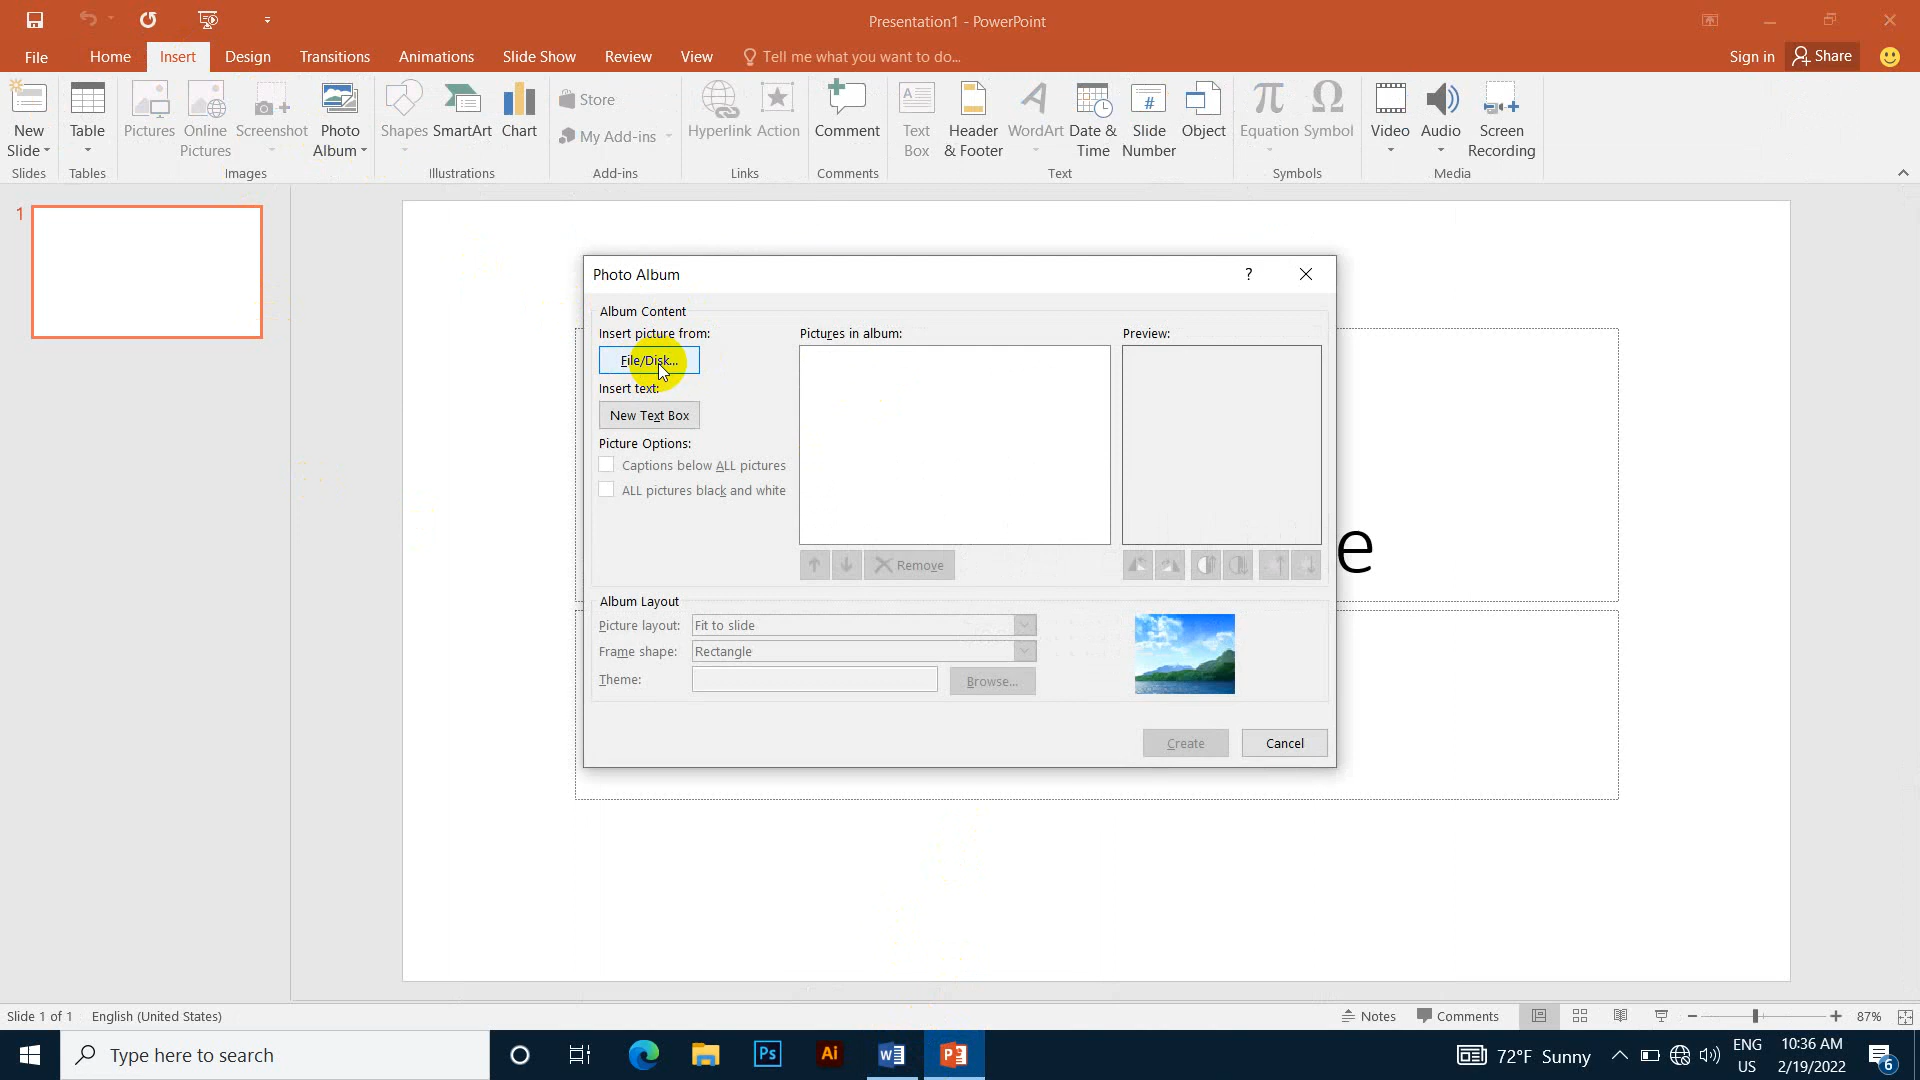 Presentation1 - PowerPoint
File Home Insert Design Transitions Animations Slide Show Review View Tell me what you want to do... Sign in Share
New Slide
Table
Pictures
Online Pictures
Screenshot
Photo Album
Shapes
SmartArt
Chart
Store
My Add-ins
Hyperlink
Action
Comment
Text Box
Header & Footer
WordArt
Date & Time
Slide Number
Object
Equation
Symbol
Video
Audio
Screen Recording
Slides Tables Images Illustrations Add-ins Links Comments Text Symbols Media
1
Photo Album ?
Album Content
Insert picture from: Pictures in album: Preview:
File/Disk...
Insert text:
New Text Box
Picture Options:
Captions below ALL pictures
ALL pictures black and white
Remove
e
Album Layout
Picture layout: Fit to slide
Frame shape: Rectangle
Theme: Browse...
Create Cancel
Slide 1 of 1 English (United States) Notes Comments 87%
Type here to search
Ps Ai
72°F Sunny
ENG US
10:36 AM
2/19/2022
6